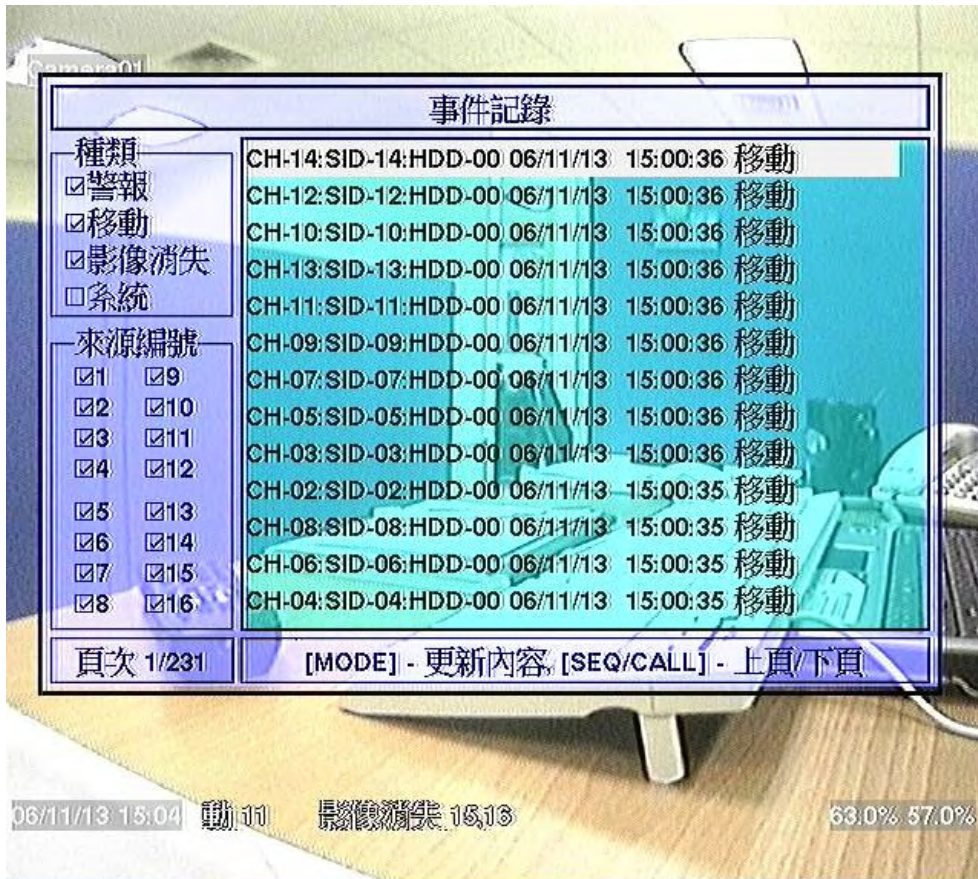 Camera01
事件記錄
種類
☑警報
☑移動
☑影像消失
☐系統
來源編號
☑1 ☑9
☑2 ☑10
☑3 ☑11
☑4 ☑12
☑5 ☑13
☑6 ☑14
☑7 ☑15
☑8 ☑16
CH-14:SID-14:HDD-00 06/11/13 15:00:36 移動
CH-12:SID-12:HDD-00 06/11/13 15:00:36 移動
CH-10:SID-10:HDD-00 06/11/13 15:00:36 移動
CH-13:SID-13:HDD-00 06/11/13 15:00:36 移動
CH-11:SID-11:HDD-00 06/11/13 15:00:36 移動
CH-09:SID-09:HDD-00 06/11/13 15:00:36 移動
CH-07:SID-07:HDD-00 06/11/13 15:00:36 移動
CH-05:SID-05:HDD-00 06/11/13 15:00:36 移動
CH-03:SID-03:HDD-00 06/11/13 15:00:36 移動
CH-02:SID-02:HDD-00 06/11/13 15:00:35 移動
CH-08:SID-08:HDD-00 06/11/13 15:00:35 移動
CH-06:SID-06:HDD-00 06/11/13 15:00:35 移動
CH-04:SID-04:HDD-00 06/11/13 15:00:35 移動
頁次 1/231
[MODE] - 更新內容, [SEQ/CALL] - 上頁/下頁
06/11/13 15:04 動 11 影像消失 15,16 63.0% 57.0%